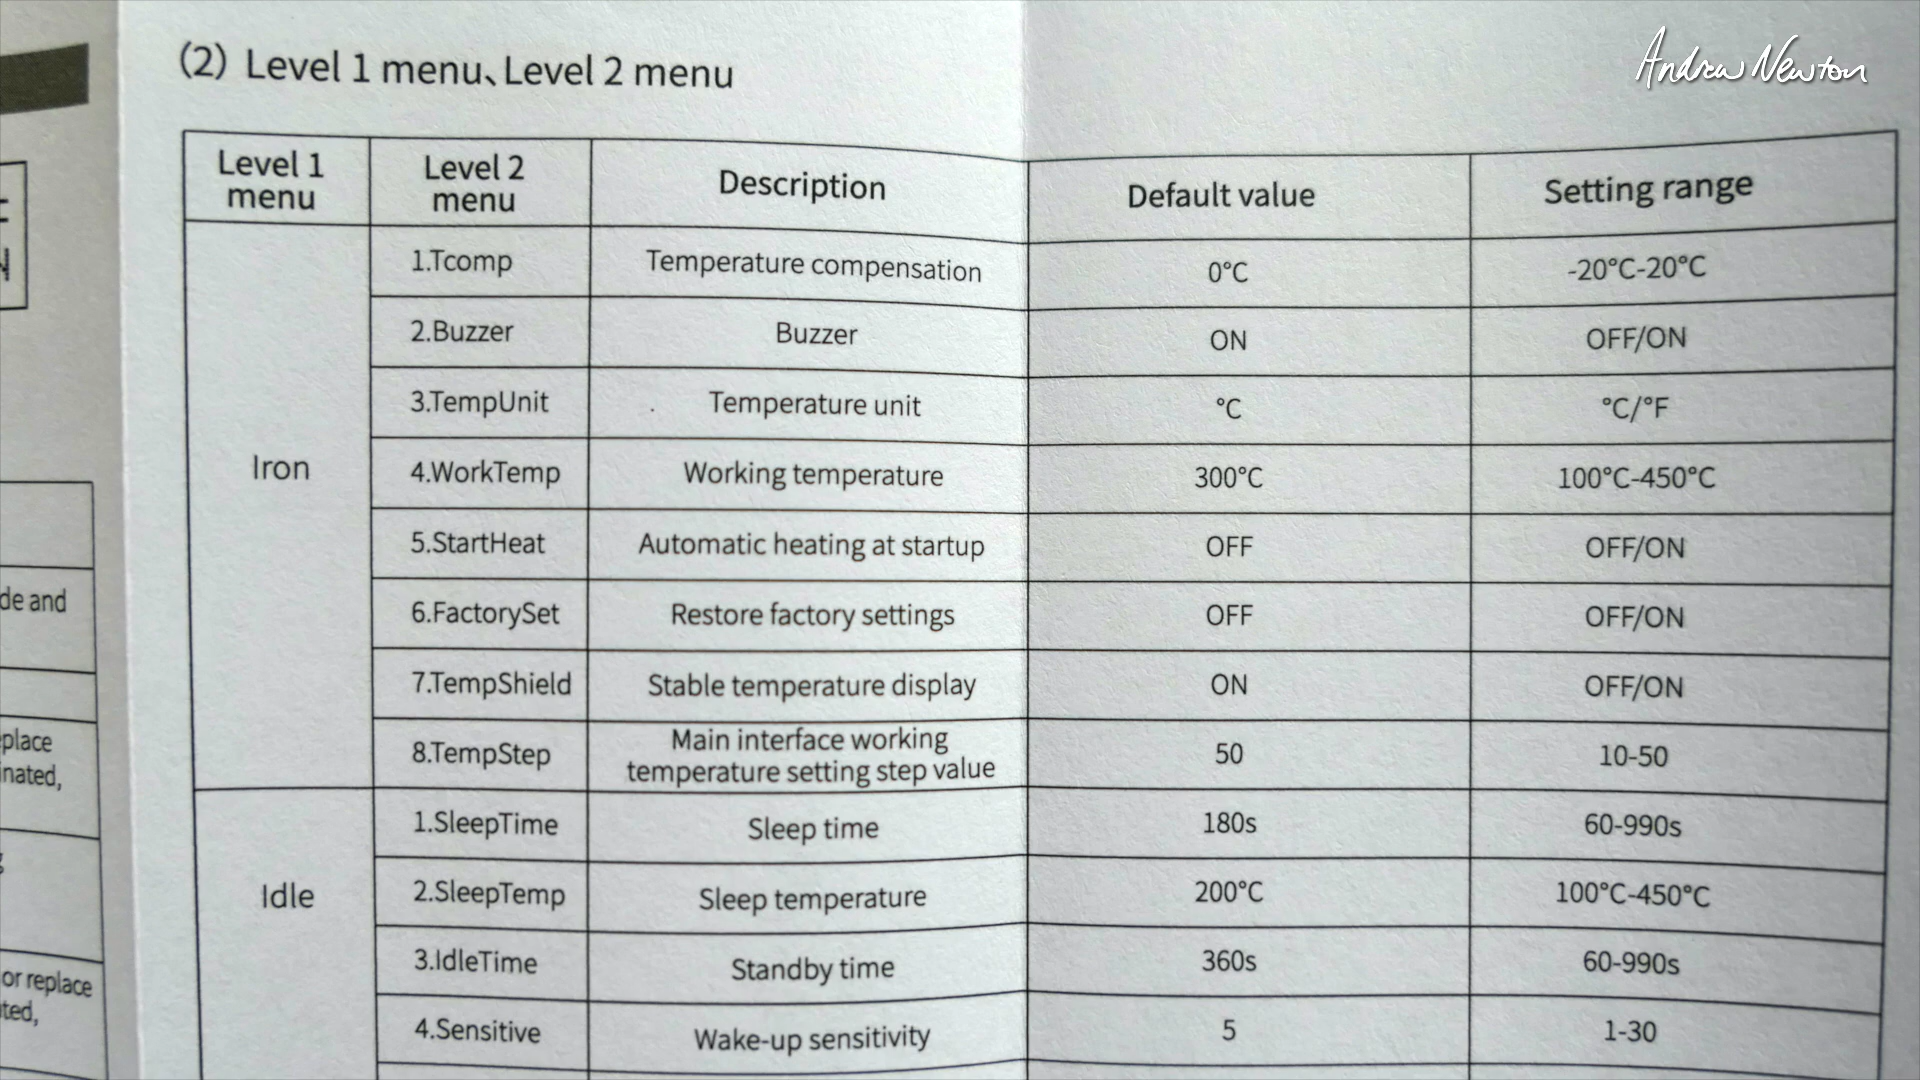 Andrew Newton
(2) Level 1 menu、Level 2 menu
Level 1 menu | Level 2 menu | Description | Default value | Setting range
Iron
1.Tcomp | Temperature compensation | 0°C | -20°C-20°C
2.Buzzer | Buzzer | ON | OFF/ON
3.TempUnit | Temperature unit | °C | °C/°F
4.WorkTemp | Working temperature | 300°C | 100°C-450°C
5.StartHeat | Automatic heating at startup | OFF | OFF/ON
6.FactorySet | Restore factory settings | OFF | OFF/ON
7.TempShield | Stable temperature display | ON | OFF/ON
8.TempStep | Main interface working temperature setting step value | 50 | 10-50
Idle
1.SleepTime | Sleep time | 180s | 60-990s
2.SleepTemp | Sleep temperature | 200°C | 100°C-450°C
3.IdleTime | Standby time | 360s | 60-990s
4.Sensitive | Wake-up sensitivity | 5 | 1-30
de and
place
inated,
or replace
ted,